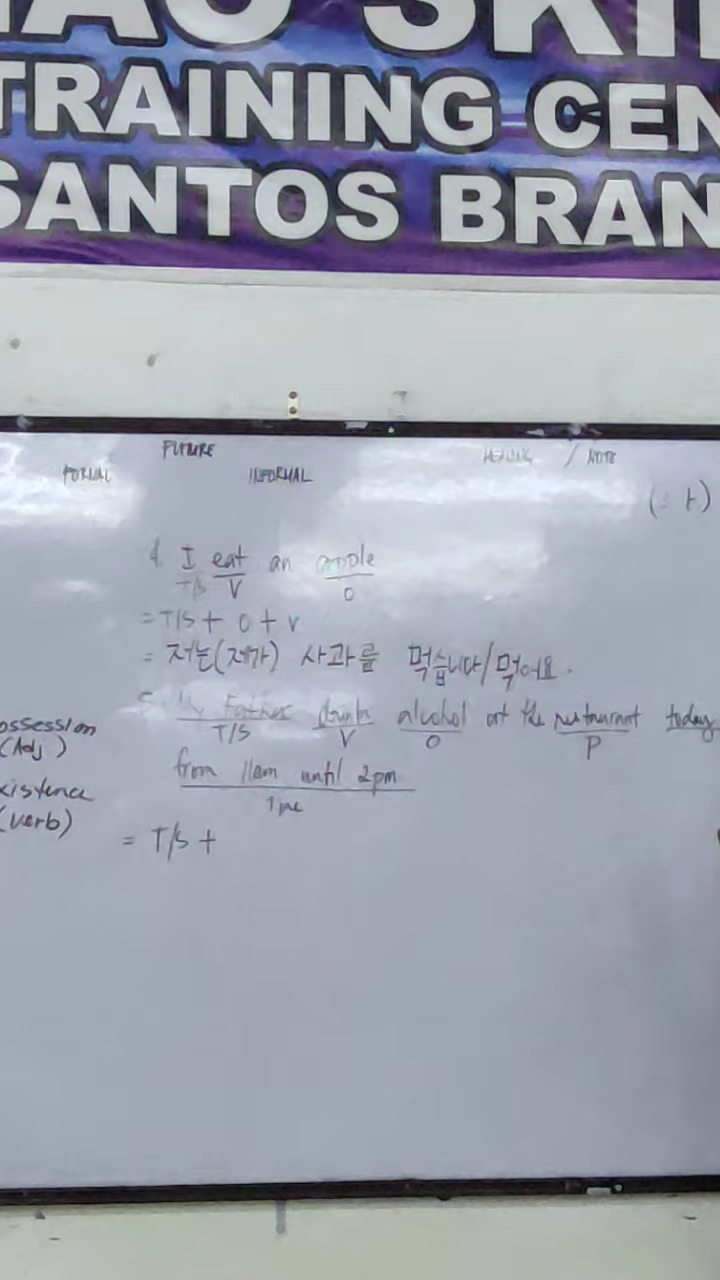 TRAINING CEN
SANTOS BRAN
FUTURE
FORMAL INFORMAL MEANING / NOTE
4. I eat an apple
T/S V O
= T/S + O + V
= 저는(제가) 사과를 먹습니다/먹어요.
5. My Father drinks alcohol at the restaurant today
T/S V O P
from 11am until 2pm
Time
= T/S +
ossession
(Adj)
xistence
(verb)